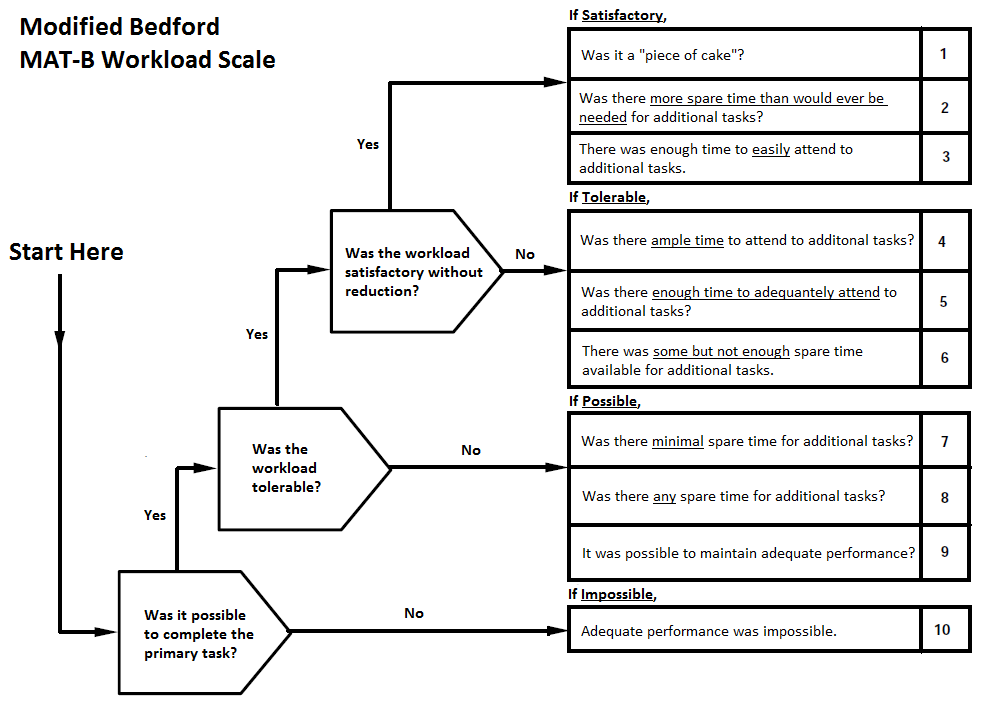 Modified Bedford
MAT-B Workload Scale
If Satisfactory,
Was it a "piece of cake"?
1
Was there more spare time than would ever be
needed for additional tasks?
2
There was enough time to easily attend to
additional tasks.
3
Yes
If Tolerable,
Was there ample time to attend to additonal tasks?
4
Was there enough time to adequantely attend to
additional tasks?
5
There was some but not enough spare time
available for additional tasks.
6
Start Here
Was the workload
satisfactory without
reduction?
No
Yes
If Possible,
Was there minimal spare time for additional tasks?
7
Was there any spare time for additional tasks?
8
It was possible to maintain adequate performance?
9
Was the
workload
tolerable?
No
Yes
If Impossible,
Adequate performance was impossible.
10
Was it possible
to complete the
primary task?
No